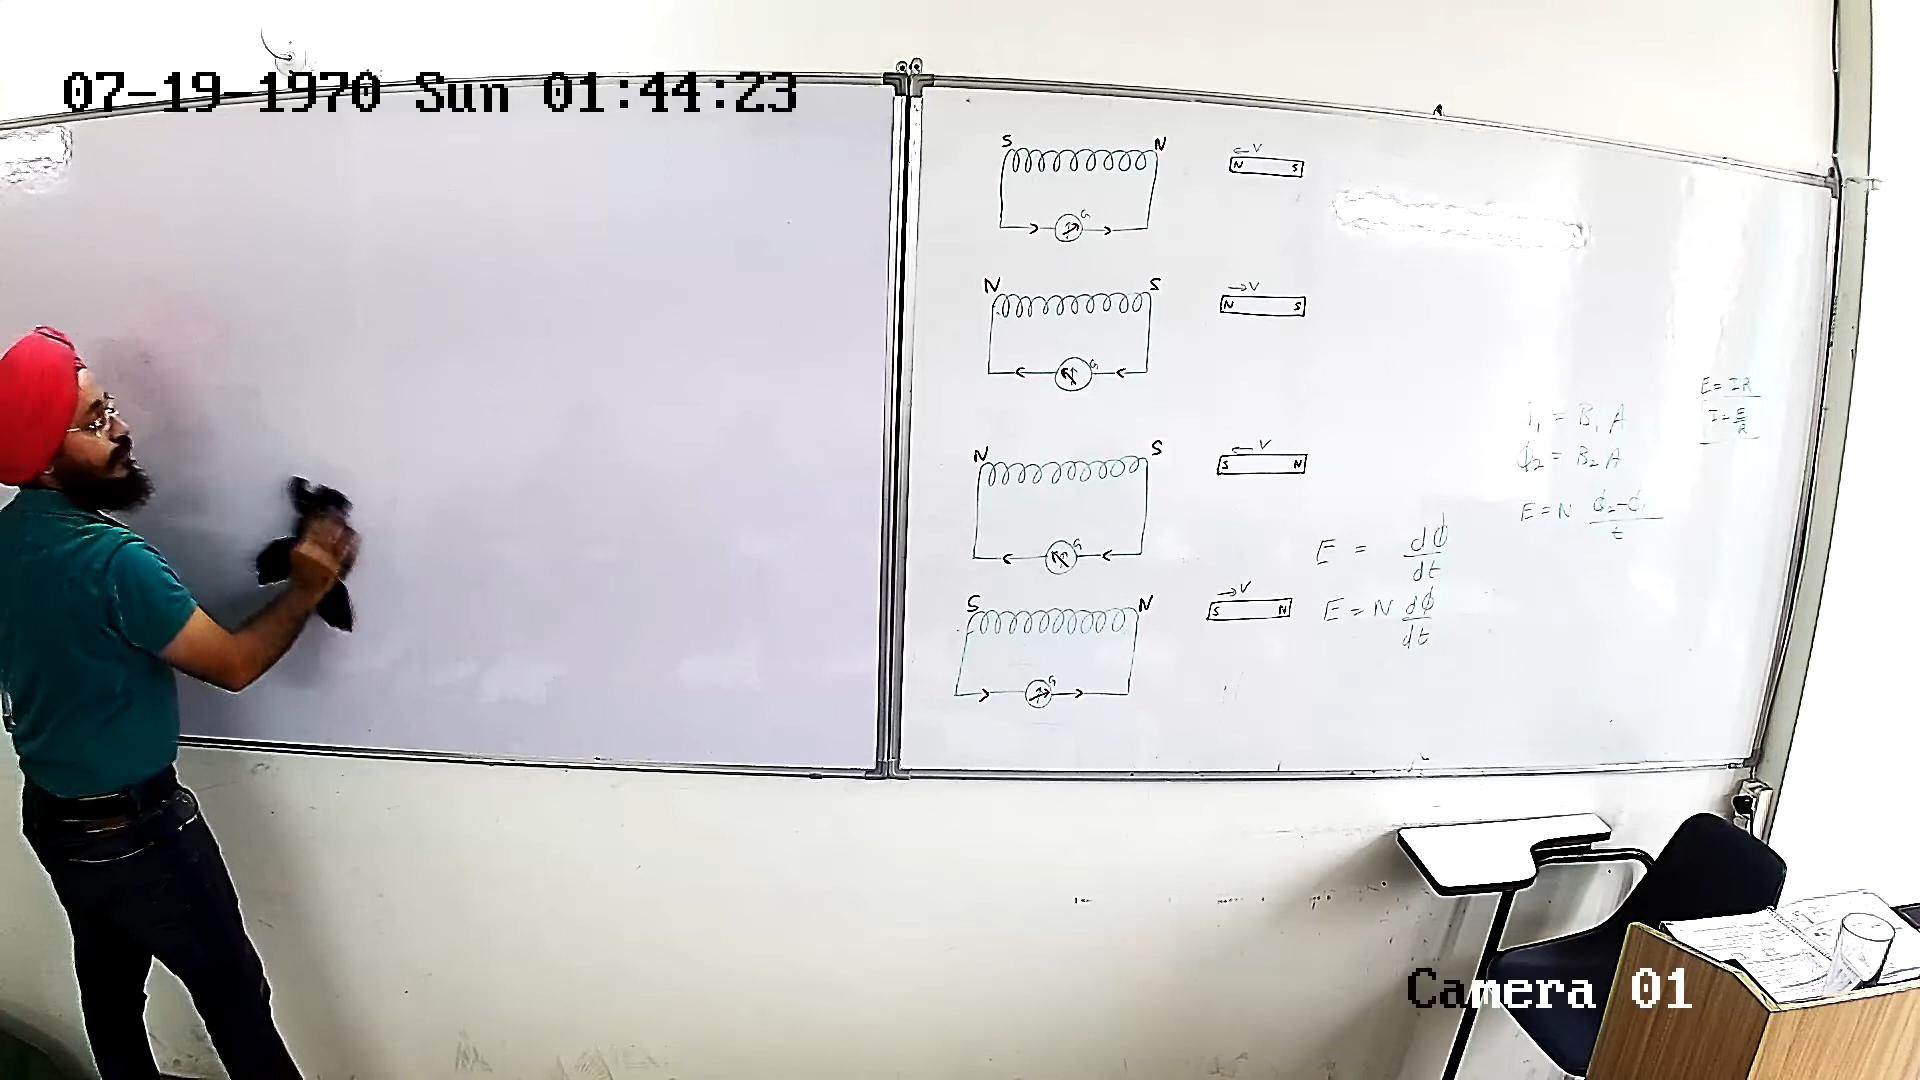 07-19-1970 Sun 01:44:23
S N
V
N S
G
N S
V
N S
G
N S
V
S N
G
S N
V
S N
G
E = dφ/dt
E = N dφ/dt
= B₁ A
φ₂ = B₂ A
E = N φ₂-φ₁/t
E = IR
I = E/R
Camera 01